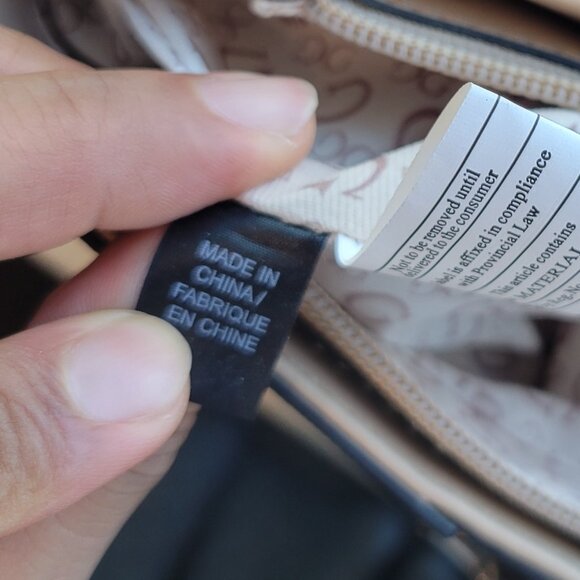 MADE IN
CHINA/
FABRIQUE
EN CHINE
Not to be removed until
delivered to the consumer
label is affixed in compliance
with Provincial Law
This article contains
MATERIAL